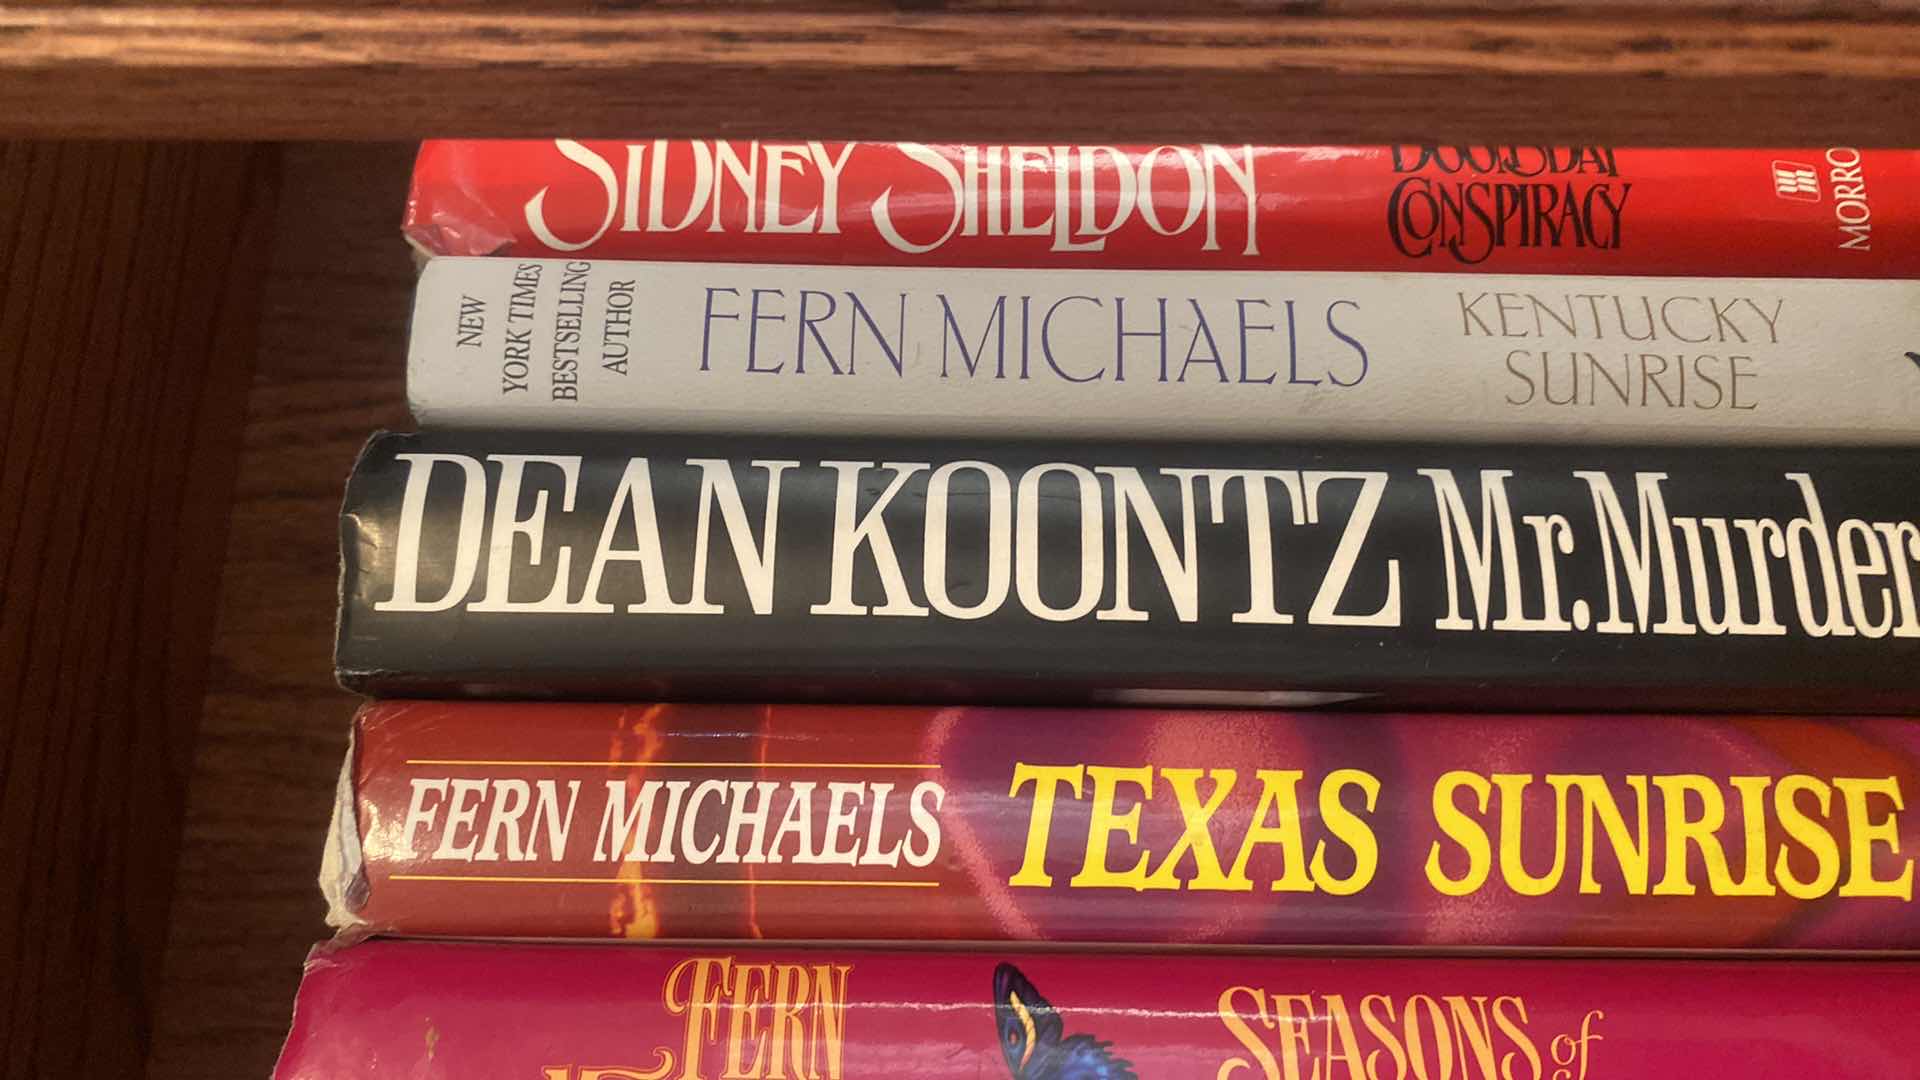 SIDNEY SHELDON
DOOMSDAY
CONSPIRACY
MORRO
NEW
YORK TIMES
BESTSELLING
AUTHOR
FERN MICHAELS
KENTUCKY
SUNRISE
DEAN KOONTZ Mr. Murder
FERN MICHAELS
TEXAS SUNRISE
FERN
SEASONS of